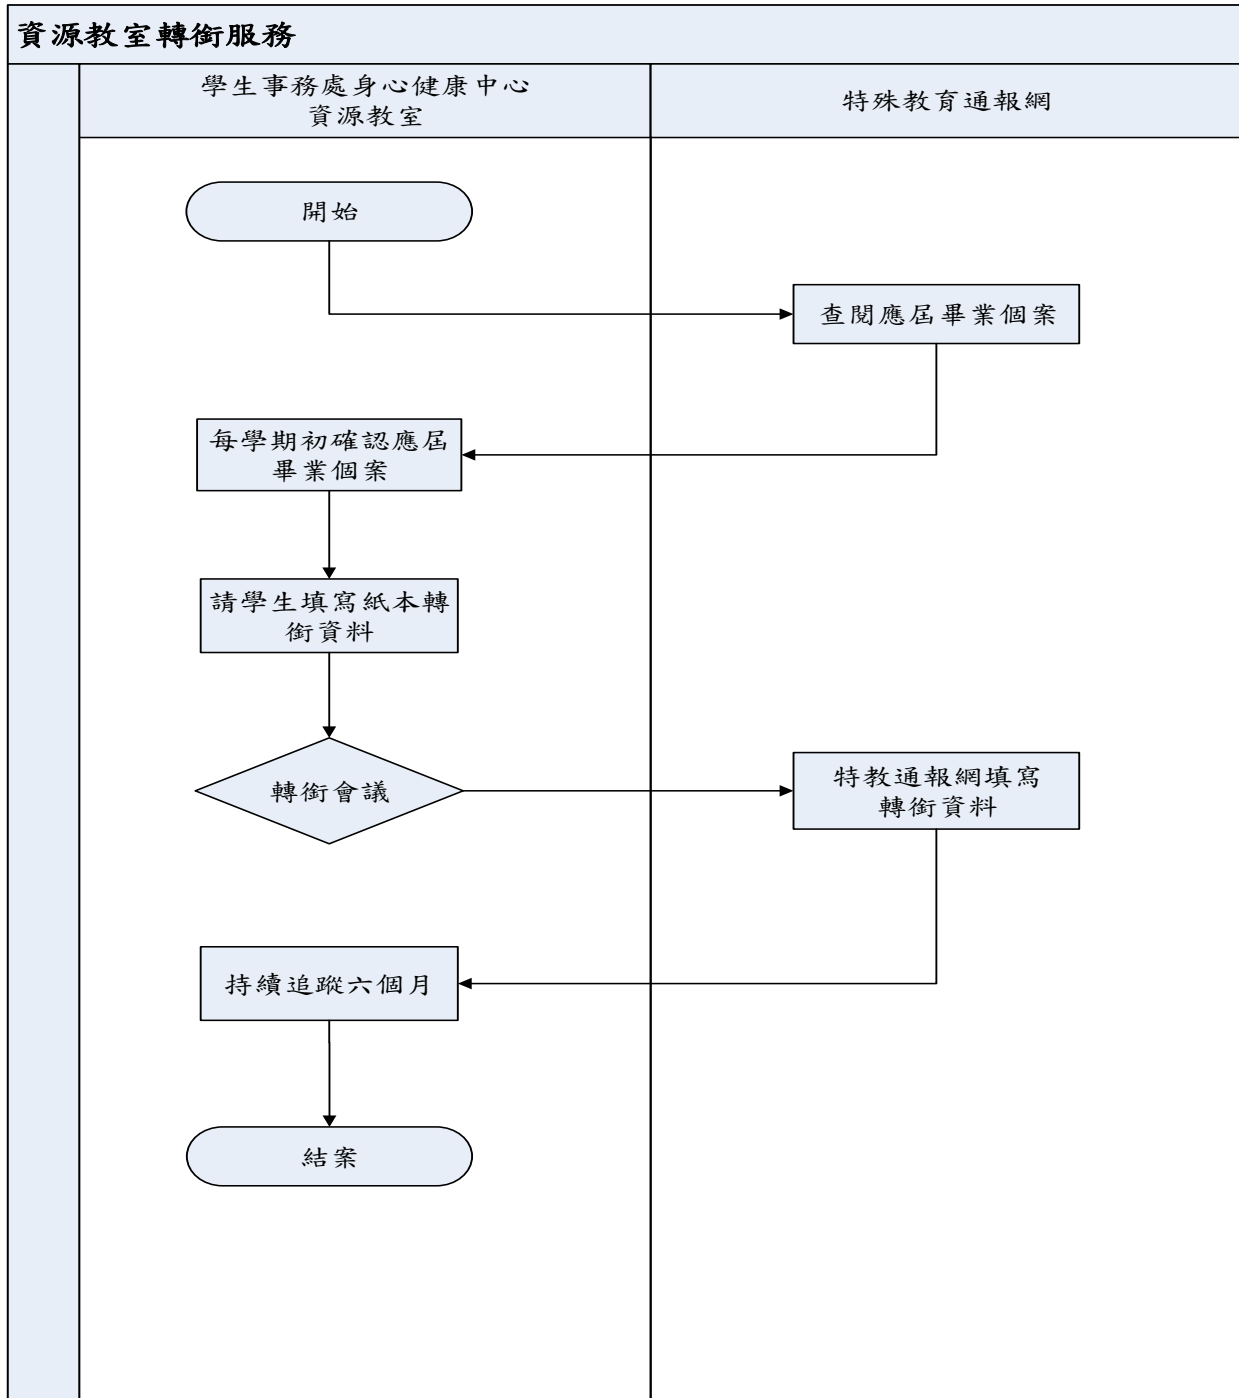 資源教室轉銜服務
學生事務處身心健康中心
資源教室
特殊教育通報網
開始
查閱應屆畢業個案
每學期初確認應屆
畢業個案
請學生填寫紙本轉
銜資料
轉銜會議
特教通報網填寫
轉銜資料
持續追蹤六個月
結案